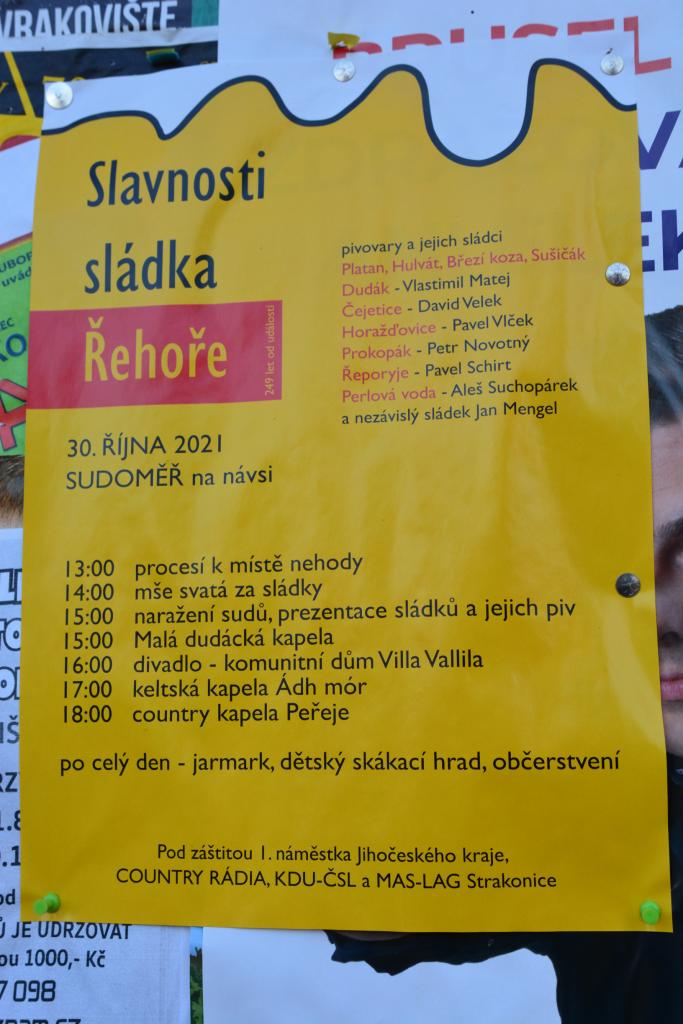 VRAKOVIŠTE
BRUSEL
Slavnosti
sládka
Řehoře
249 let od události
pivovary a jejich sládci
Platan, Hulvát, Březí koza, Sušičák
Dudák - Vlastimil Matej
Čejetice - David Velek
Horažďovice - Pavel Vlček
Prokopák - Petr Novotný
Řeporyje - Pavel Schirt
Perlová voda - Aleš Suchopárek
a nezávislý sládek Jan Mengel
30. ŘÍJNA 2021
SUDOMĚŘ na návsi
13:00 procesí k místě nehody
14:00 mše svatá za sládky
15:00 naražení sudů, prezentace sládků a jejich piv
15:00 Malá dudácká kapela
16:00 divadlo - komunitní dům Villa Vallila
17:00 keltská kapela Ádh mór
18:00 country kapela Peřeje
po celý den - jarmark, dětský skákací hrad, občerstvení
Pod záštitou 1. náměstka Jihočeského kraje,
COUNTRY RÁDIA, KDU-ČSL a MAS-LAG Strakonice
JE UDRZOVAT
1000,- Kč
7 098